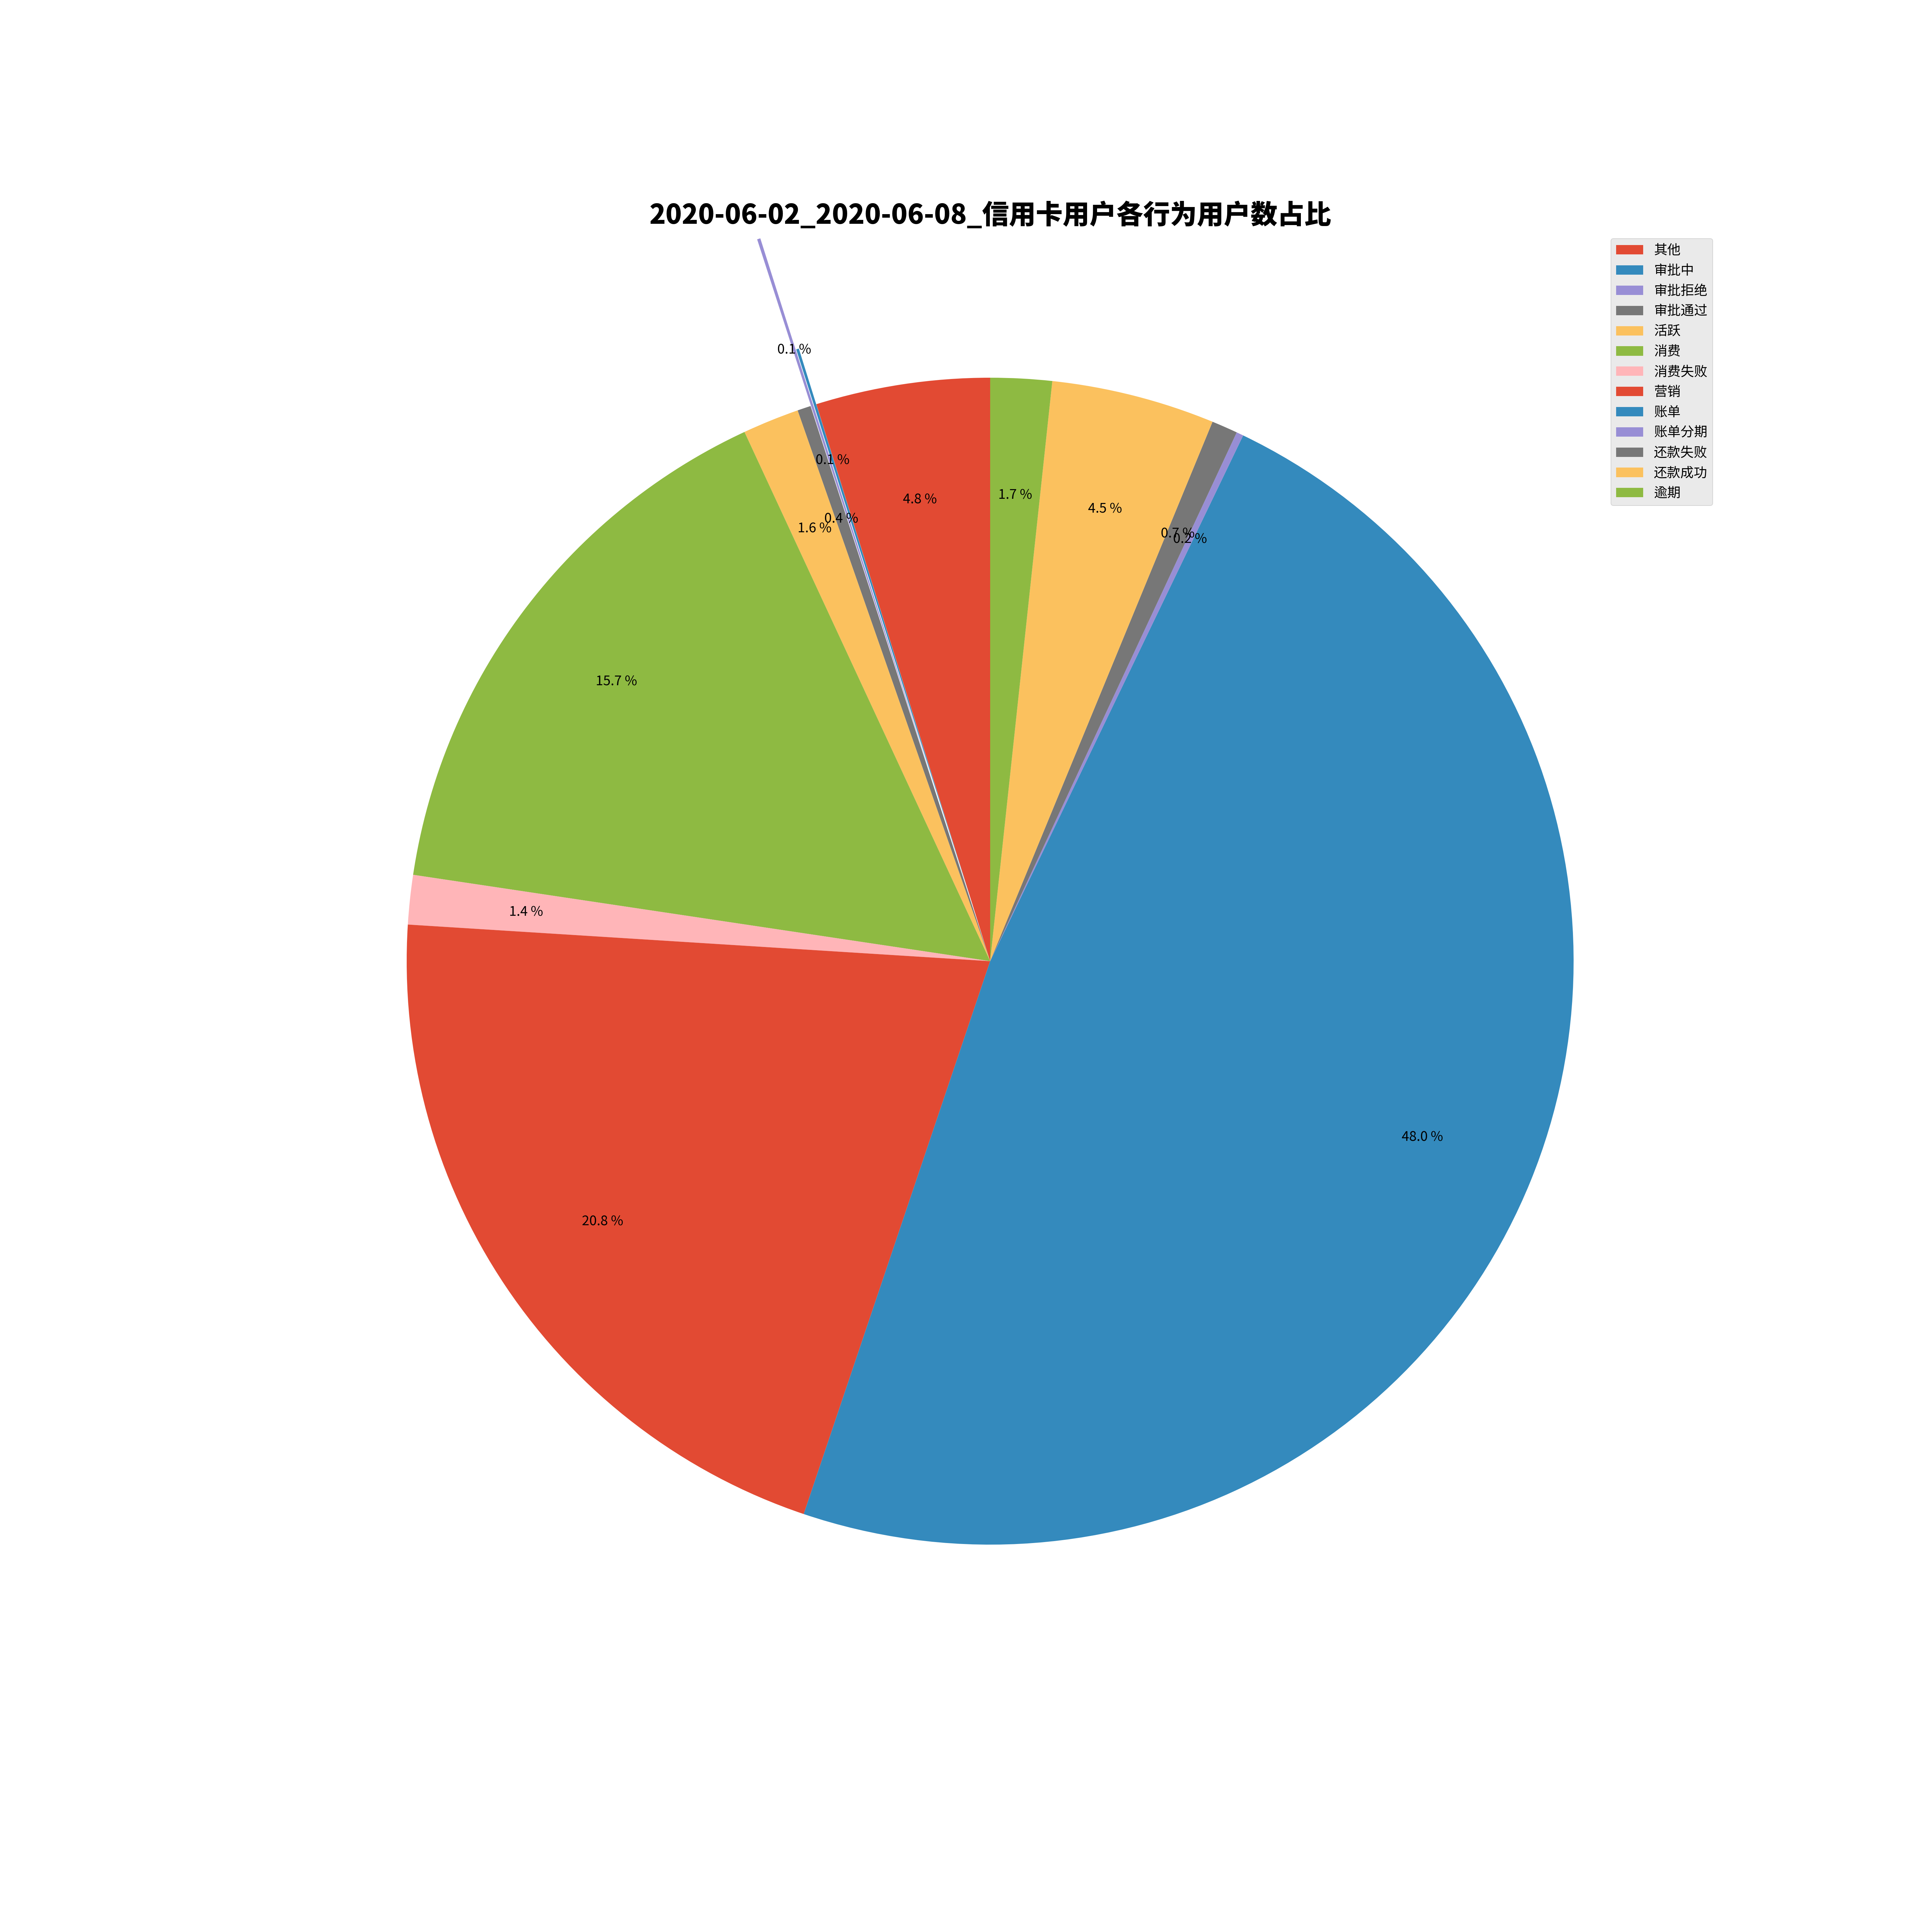 2020-06-02_2020-06-08_信用卡用户各行为用户数占比
其他
审批中
审批拒绝
审批通过
活跃
消费
消费失败
营销
账单
账单分期
还款失败
还款成功
逾期
0.1 %
0.1 %
4.8 %
1.7 %
4.5 %
0.4 %
1.6 %
0.7 %
0.2 %
15.7 %
1.4 %
48.0 %
20.8 %